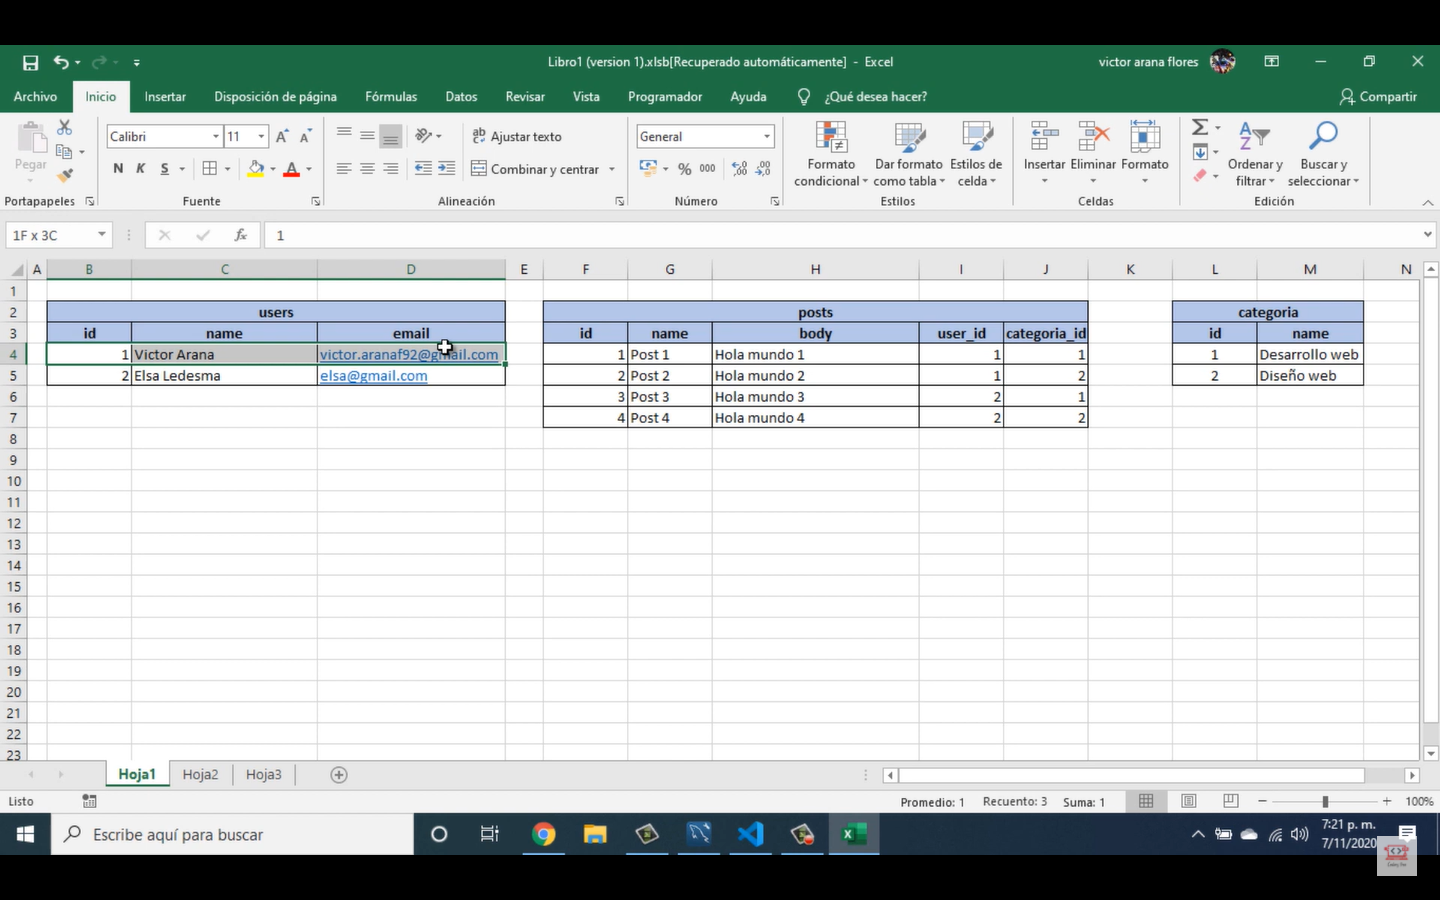 Libro1 (version 1).xlsb[Recuperado automáticamente] - Excel
victor arana flores
Archivo Inicio Insertar Disposición de página Fórmulas Datos Revisar Vista Programador Ayuda ¿Qué desea hacer? Compartir
Pegar
Calibri 11
N K S
Ajustar texto
Combinar y centrar
General
% 000
Formato condicional
Dar formato como tabla
Estilos de celda
Insertar Eliminar Formato
Ordenar y filtrar
Buscar y seleccionar
Portapapeles Fuente Alineación Número Estilos Celdas Edición
1F x 3C fx 1
A B C D E F G H I J K L M N
1
2 users posts categoria
3 id name email id name body user_id categoria_id id name
4 1 Victor Arana victor.aranaf92@gmail.com 1 Post 1 Hola mundo 1 1 1 1 Desarrollo web
5 2 Elsa Ledesma elsa@gmail.com 2 Post 2 Hola mundo 2 1 2 2 Diseño web
6 3 Post 3 Hola mundo 3 2 1
7 4 Post 4 Hola mundo 4 2 2
8
9
10
11
12
13
14
15
16
17
18
19
20
21
22
23
Hoja1 Hoja2 Hoja3
Listo Promedio: 1 Recuento: 3 Suma: 1 100%
Escribe aquí para buscar
7:21 p. m.
7/11/2020